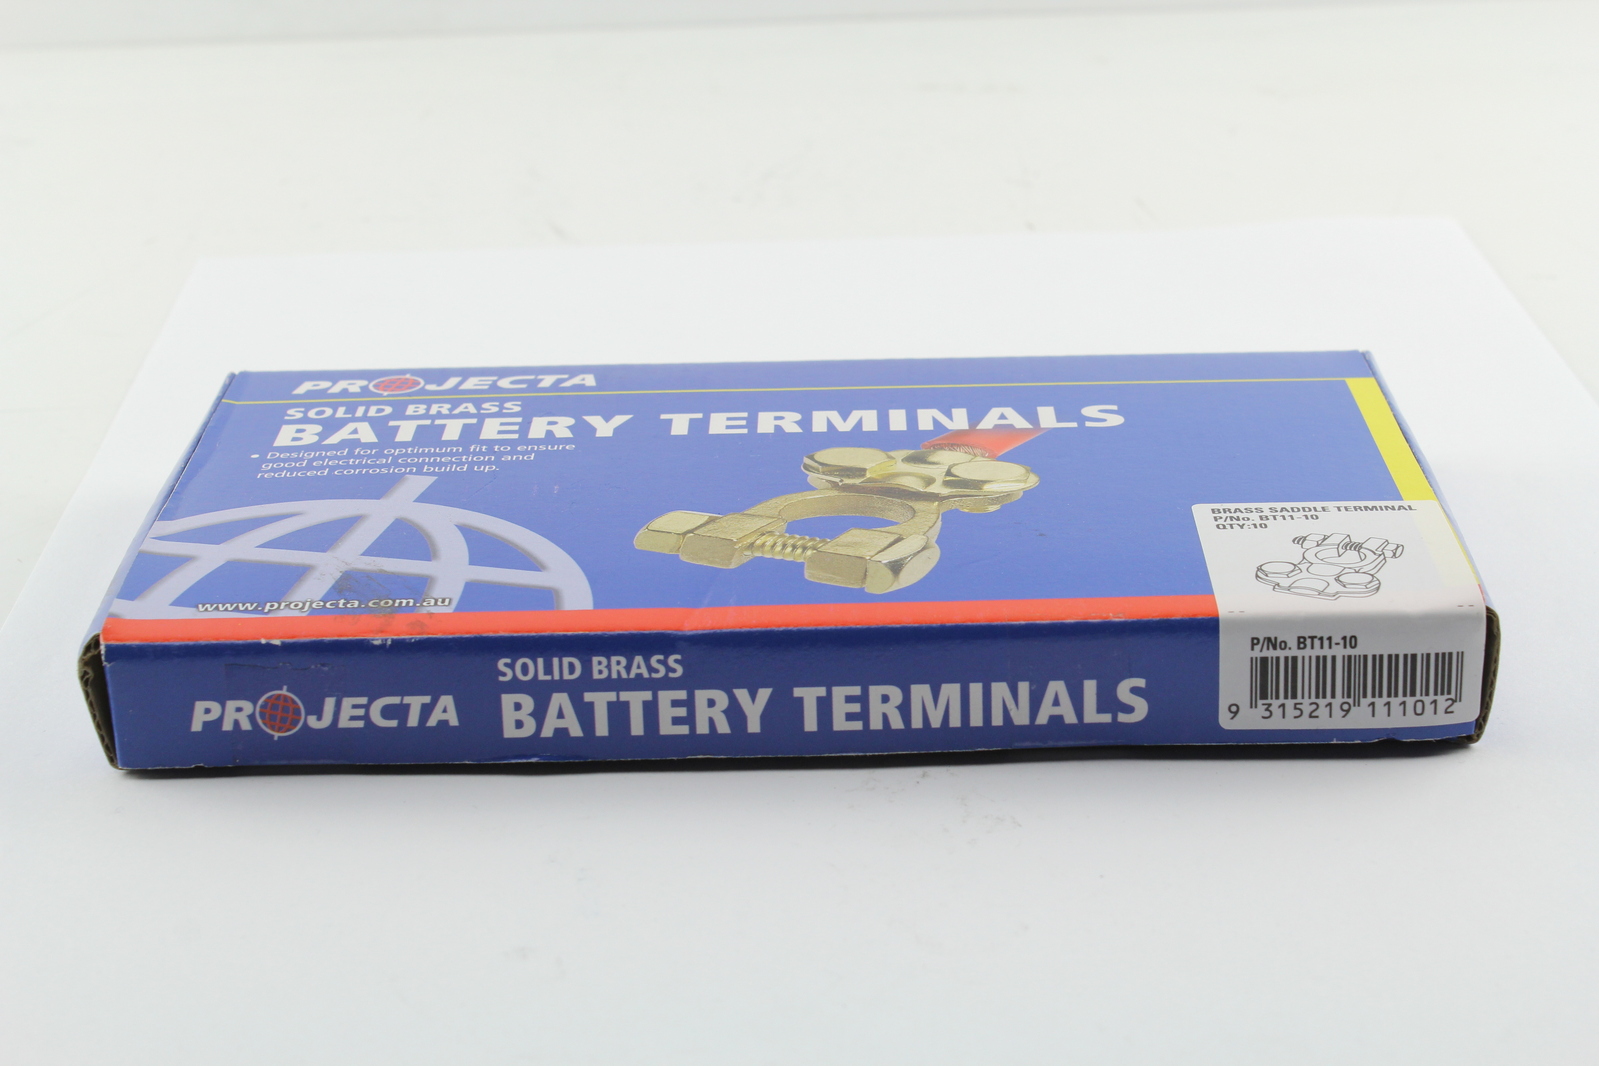 PROJECTA
SOLID BRASS
BATTERY TERMINALS
• Designed for optimum fit to ensure
good electrical connection and
reduced corrosion build up.
www.projecta.com.au
BRASS SADDLE TERMINAL
P/No. BT11-10
QTY:10
PROJECTA
SOLID BRASS
BATTERY TERMINALS
P/No. BT11-10
9 315219 111012